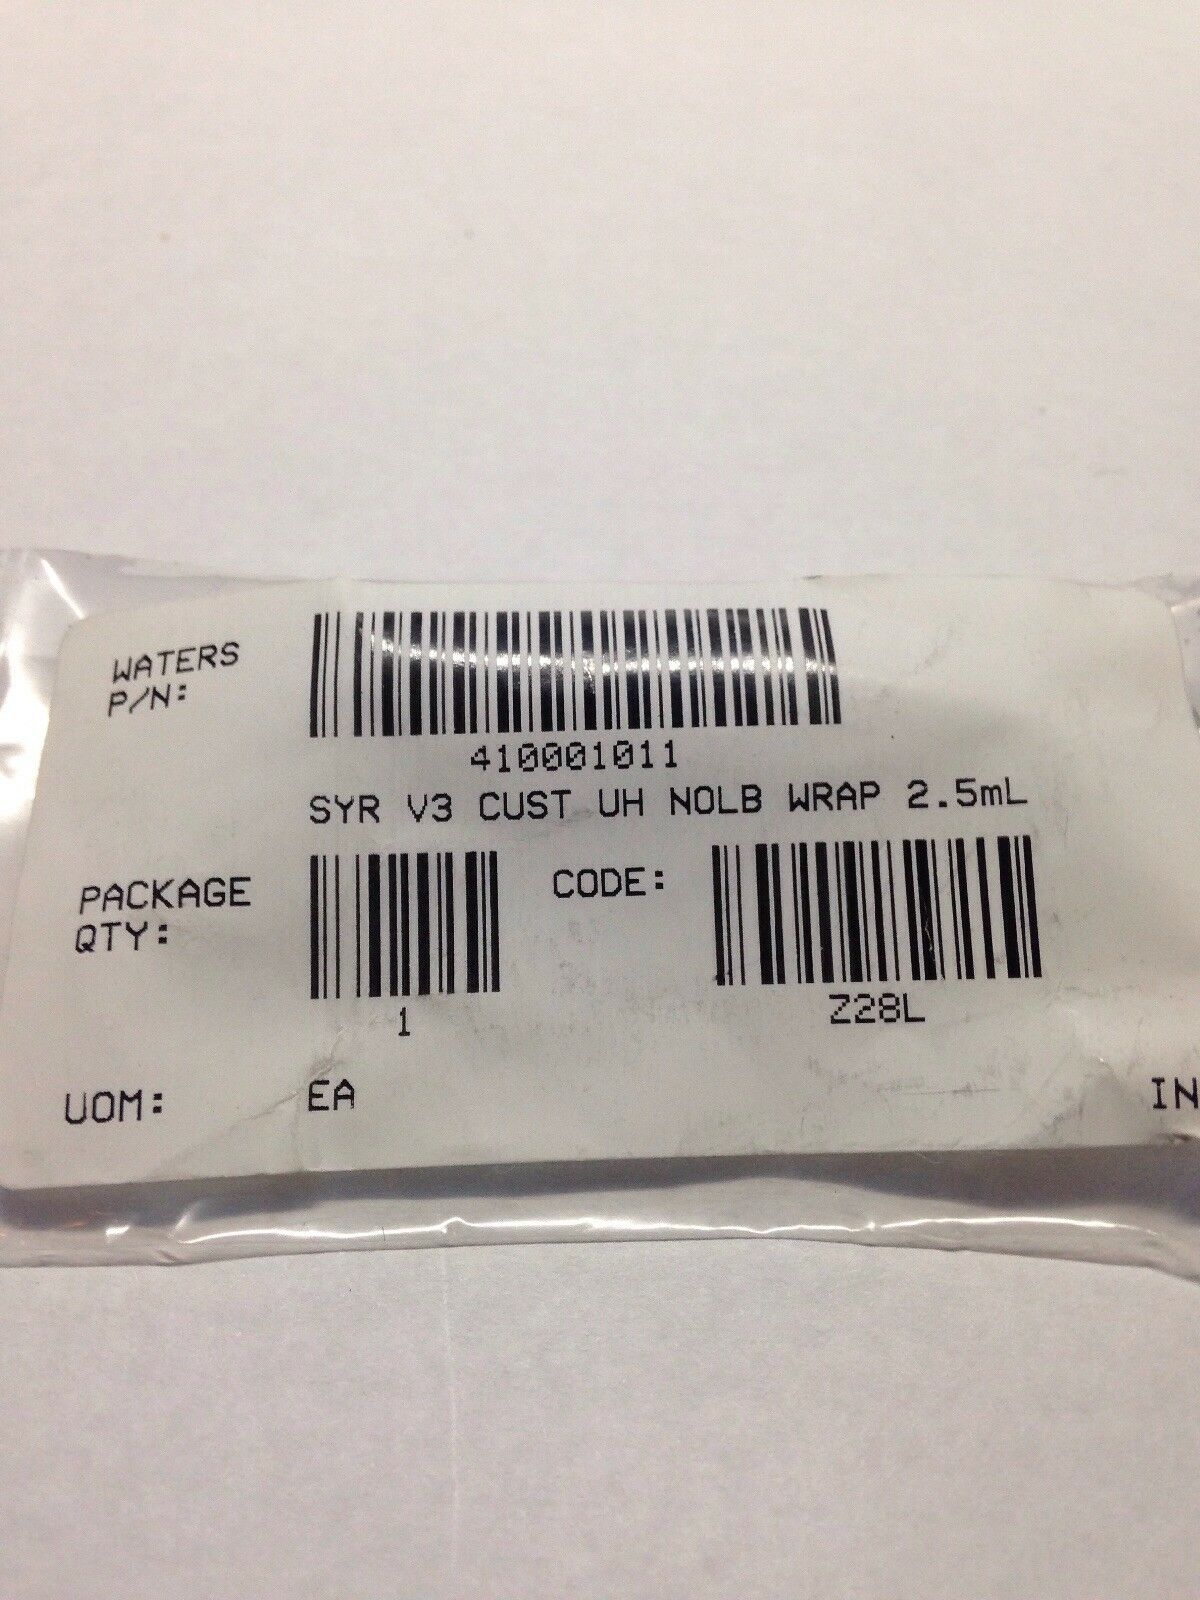 WATERS
P/N:
410001011
SYR V3 CUST UH NOLB WRAP 2.5mL
PACKAGE
QTY:
1
CODE:
Z28L
UOM:
EA
IN